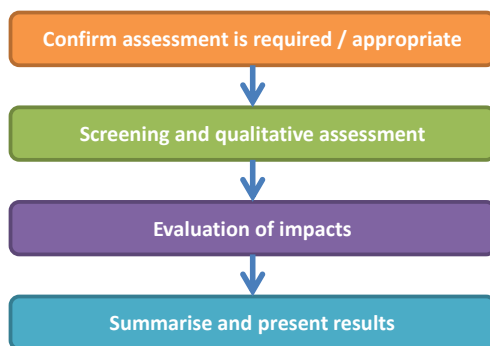 Confirm assessment is required / appropriate
Screening and qualitative assessment
Evaluation of impacts
Summarise and present results